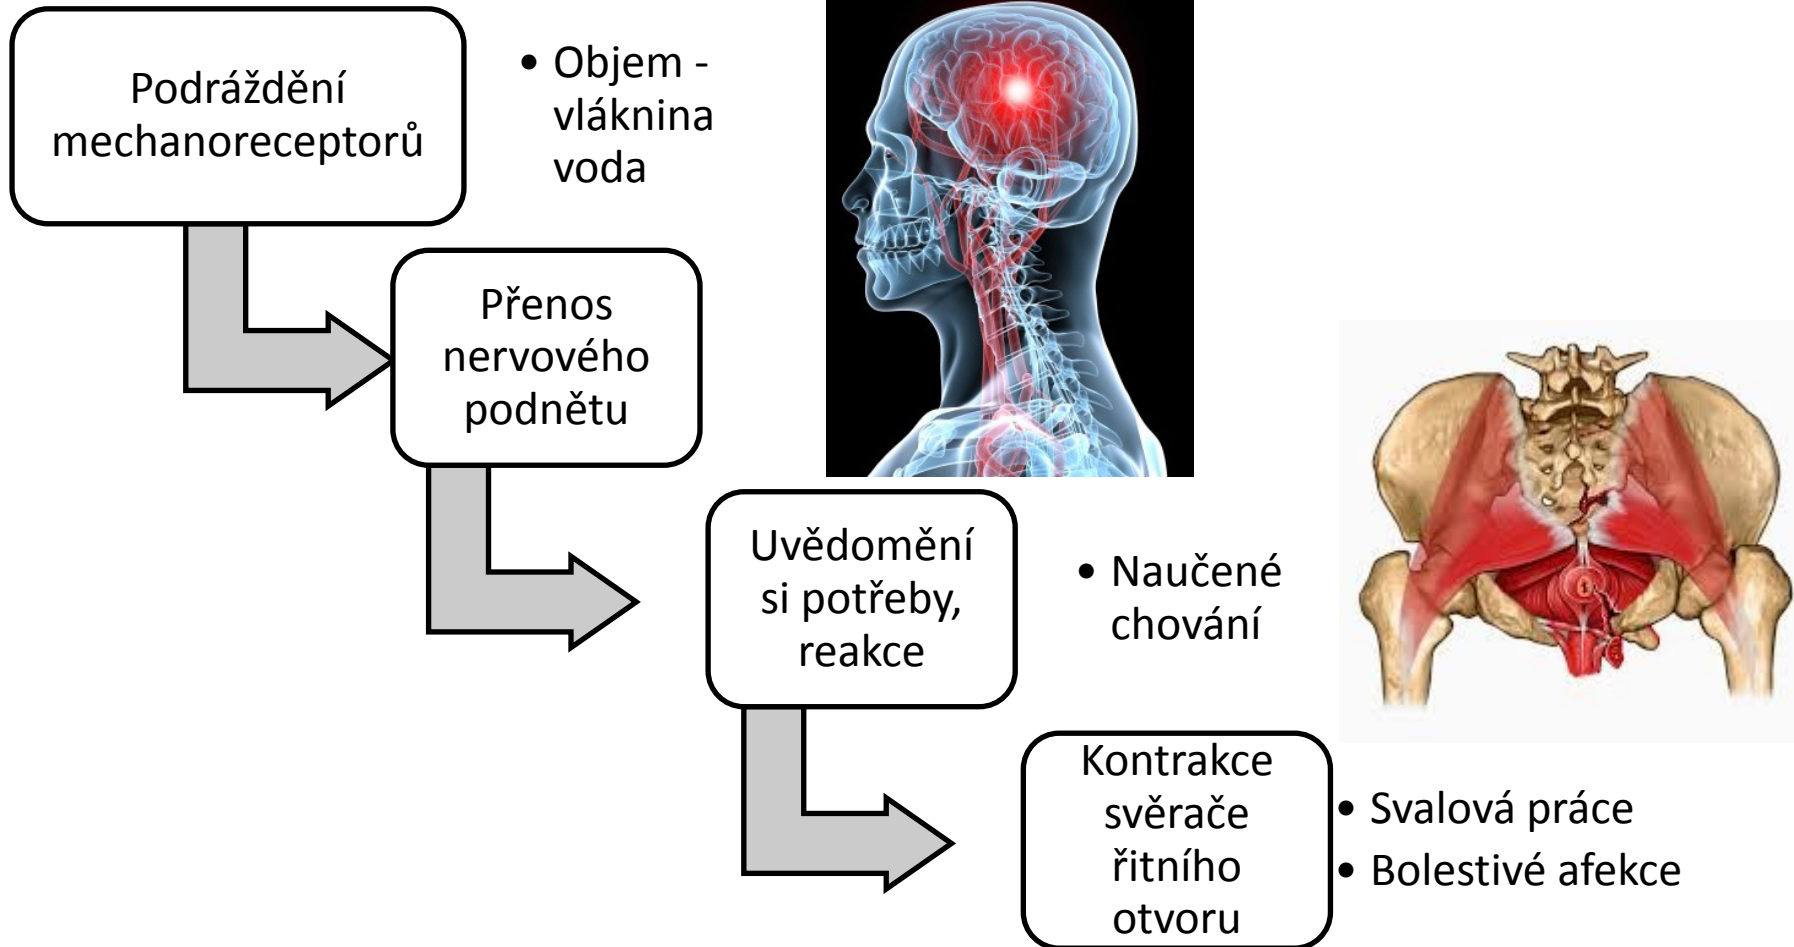 Podráždění
mechanoreceptorů
• Objem -
vláknina
voda
Přenos
nervového
podnětu
Uvědomění
si potřeby,
reakce
• Naučené
chování
Kontrakce
svěrače
řitního
otvoru
• Svalová práce
• Bolestivé afekce